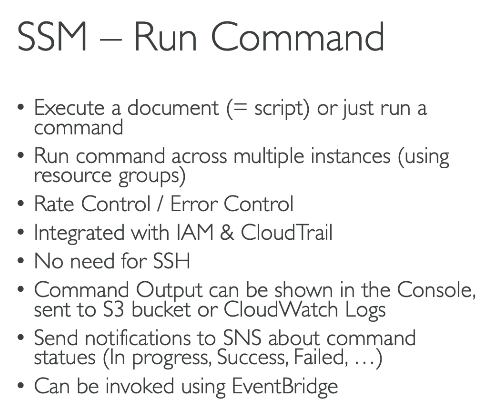 SSM – Run Command
• Execute a document (= script) or just run a
command
• Run command across multiple instances (using
resource groups)
• Rate Control / Error Control
• Integrated with IAM & CloudTrail
• No need for SSH
• Command Output can be shown in the Console,
sent to S3 bucket or CloudWatch Logs
• Send notifications to SNS about command
statues (In progress, Success, Failed, …)
• Can be invoked using EventBridge